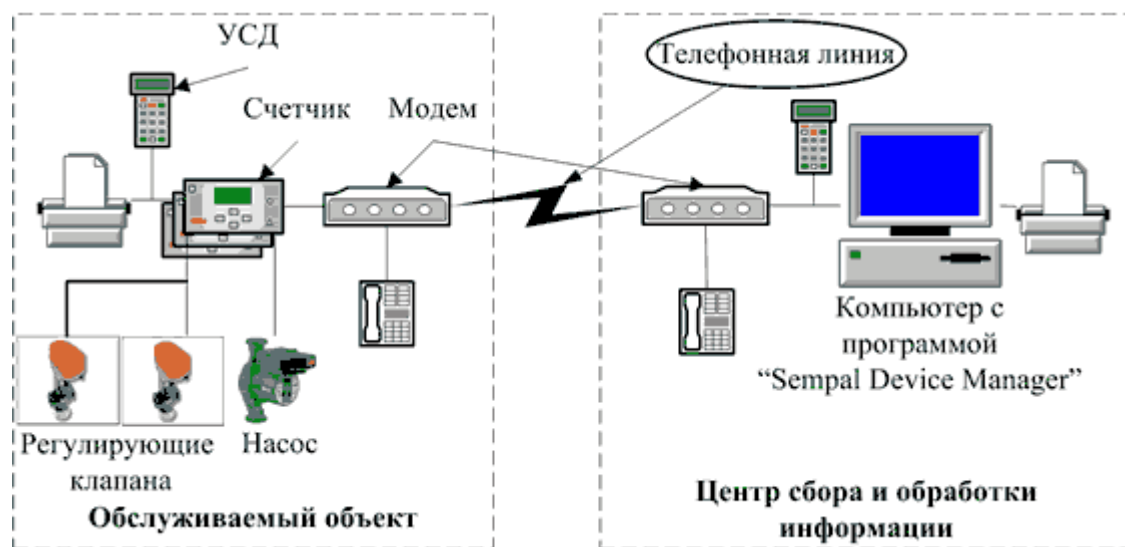 УСД
Телефонная линия
Счетчик
Модем
Компьютер с
программой
“Sempal Device Manager”
Регулирующие
клапана
Насос
Обслуживаемый объект
Центр сбора и обработки
информации